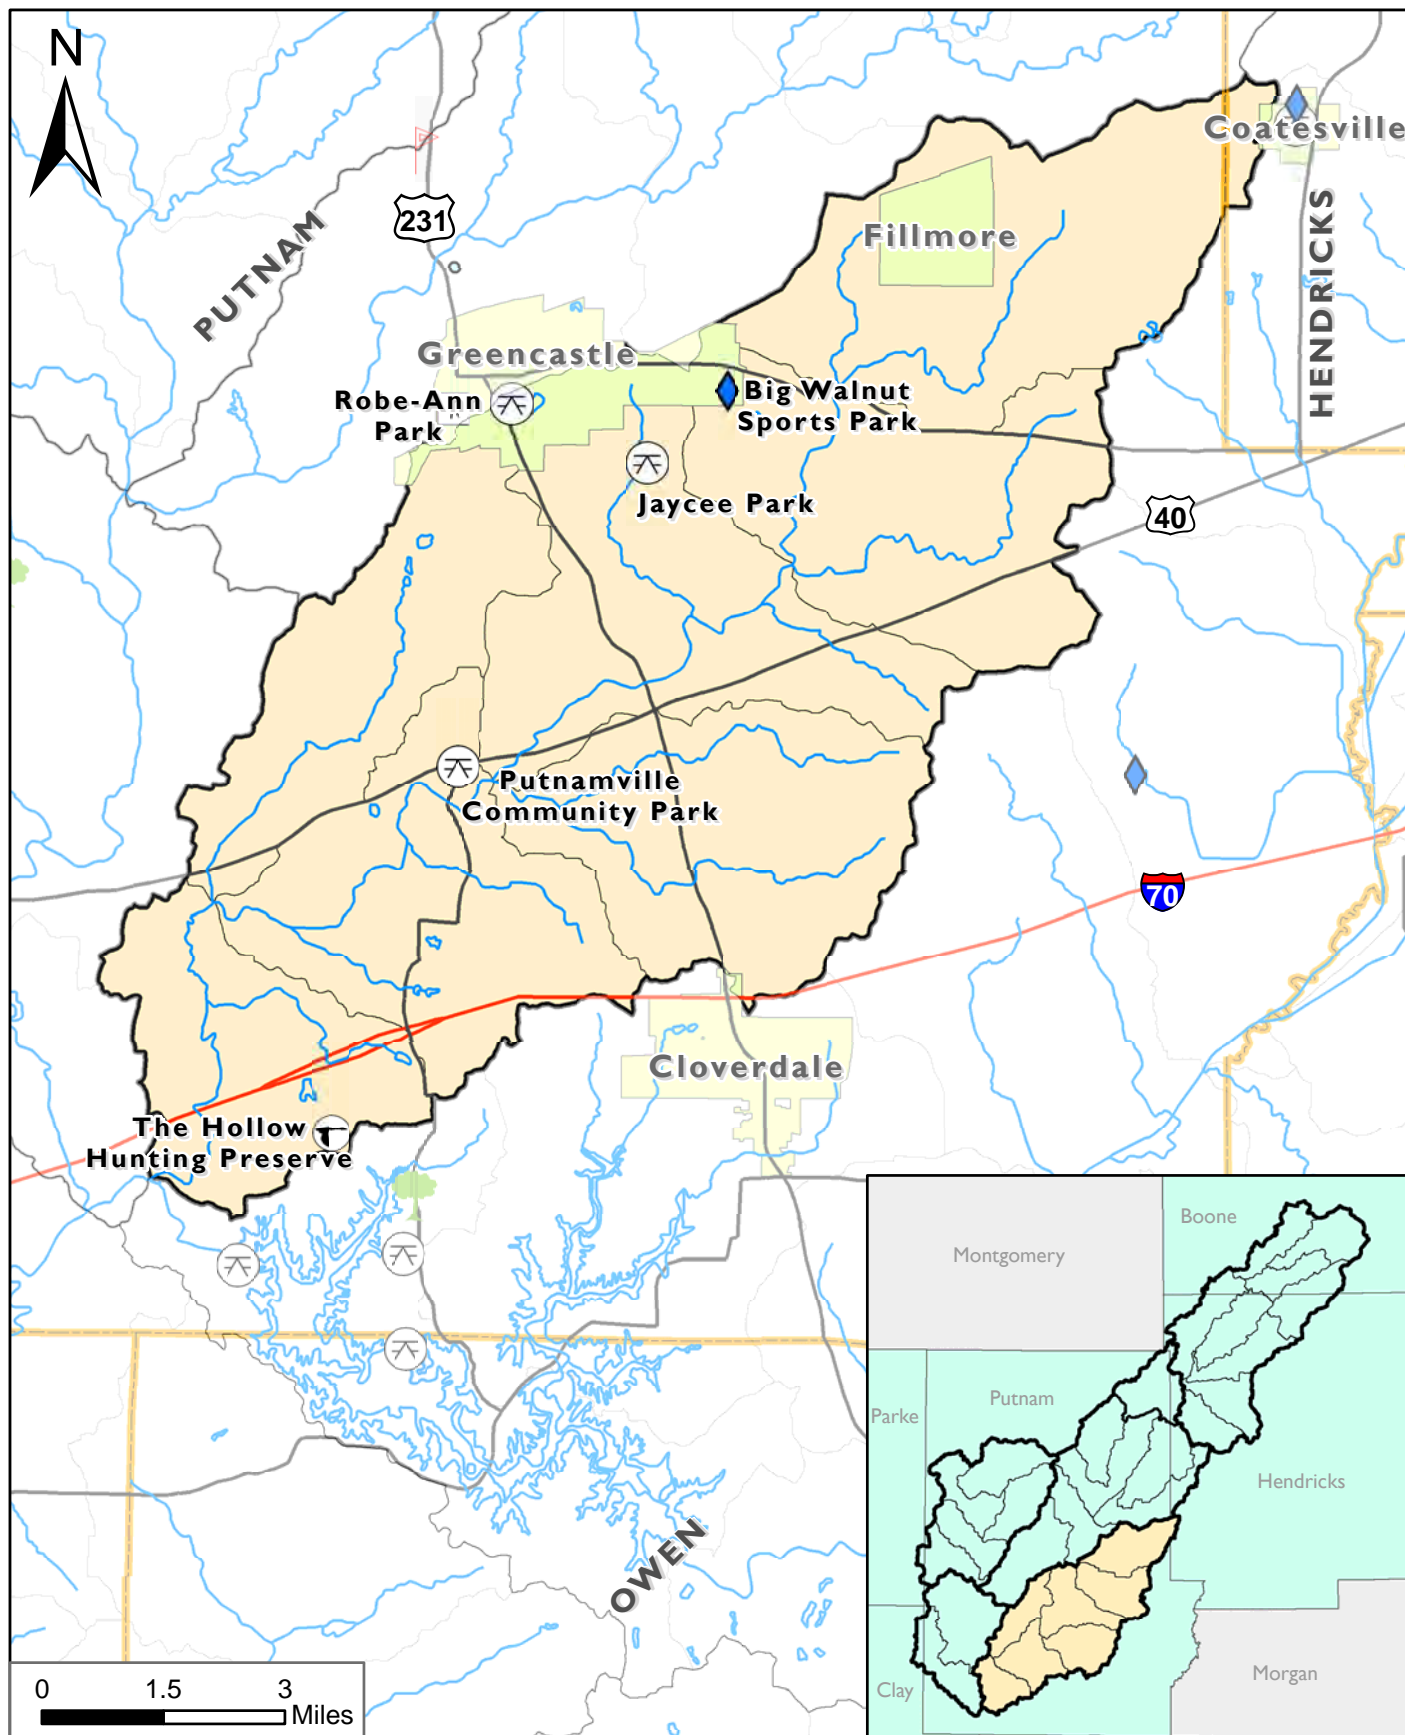 N
Coatesville
231
PUTNAM
HENDRICKS
Fillmore
Greencastle
Robe-Ann
Park
Big Walnut
Sports Park
Jaycee Park
40
Putnamville
Community Park
70
Cloverdale
The Hollow
Hunting Preserve
OWEN
Boone
Montgomery
Putnam
Parke
Hendricks
Clay
Morgan
0 1.5 3
Miles